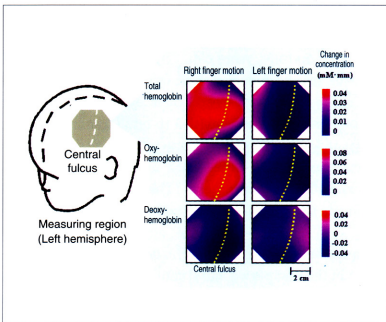 Change in
concentration
(mM·mm)
Right finger motion
Left finger motion
Total
hemoglobin
0.04
0.03
0.02
0.01
0
Oxy-
hemoglobin
0.08
0.06
0.04
0.02
0
Deoxy-
hemoglobin
0.04
0.02
0
-0.02
-0.04
Central fulcus
2 cm
Central
fulcus
Measuring region
(Left hemisphere)